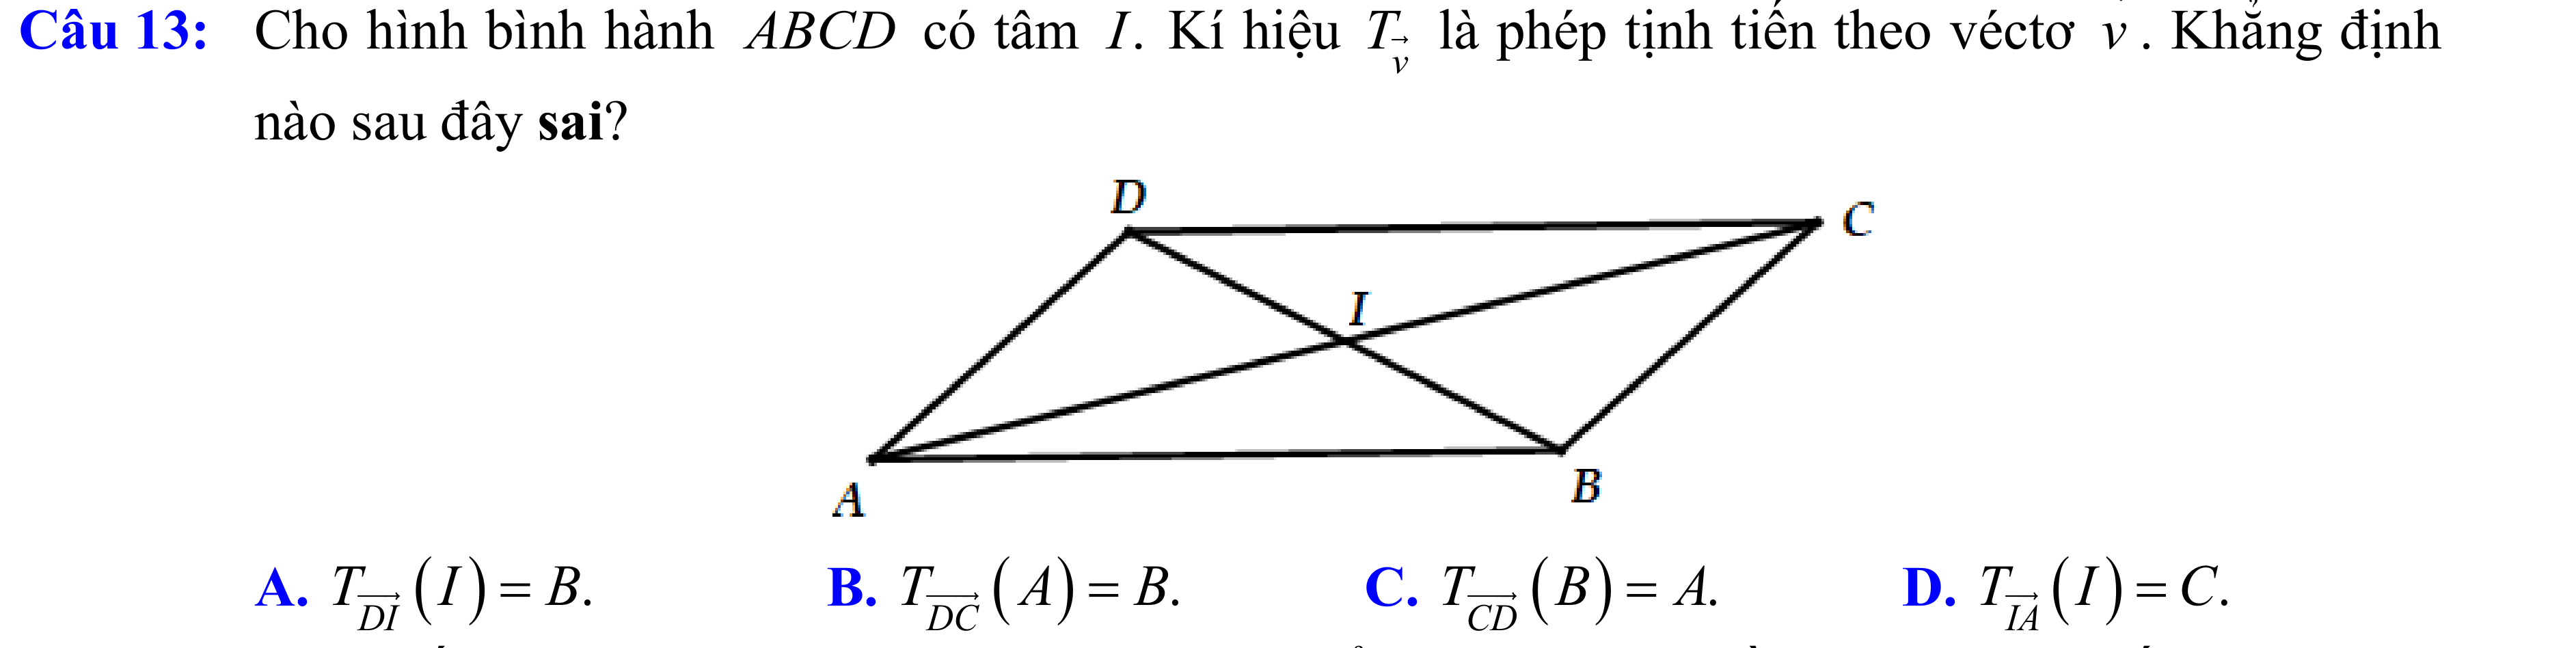 Câu 13: Cho hình bình hành ABCD có tâm I. Kí hiệu T_{\vec{v}} là phép tịnh tiến theo véctơ v. Khẳng định
nào sau đây sai?
D
C
I
A
B
A. T_{\overrightarrow{DI}}(I) = B. B. T_{\overrightarrow{DC}}(A) = B. C. T_{\overrightarrow{CD}}(B) = A. D. T_{\overrightarrow{IA}}(I) = C.